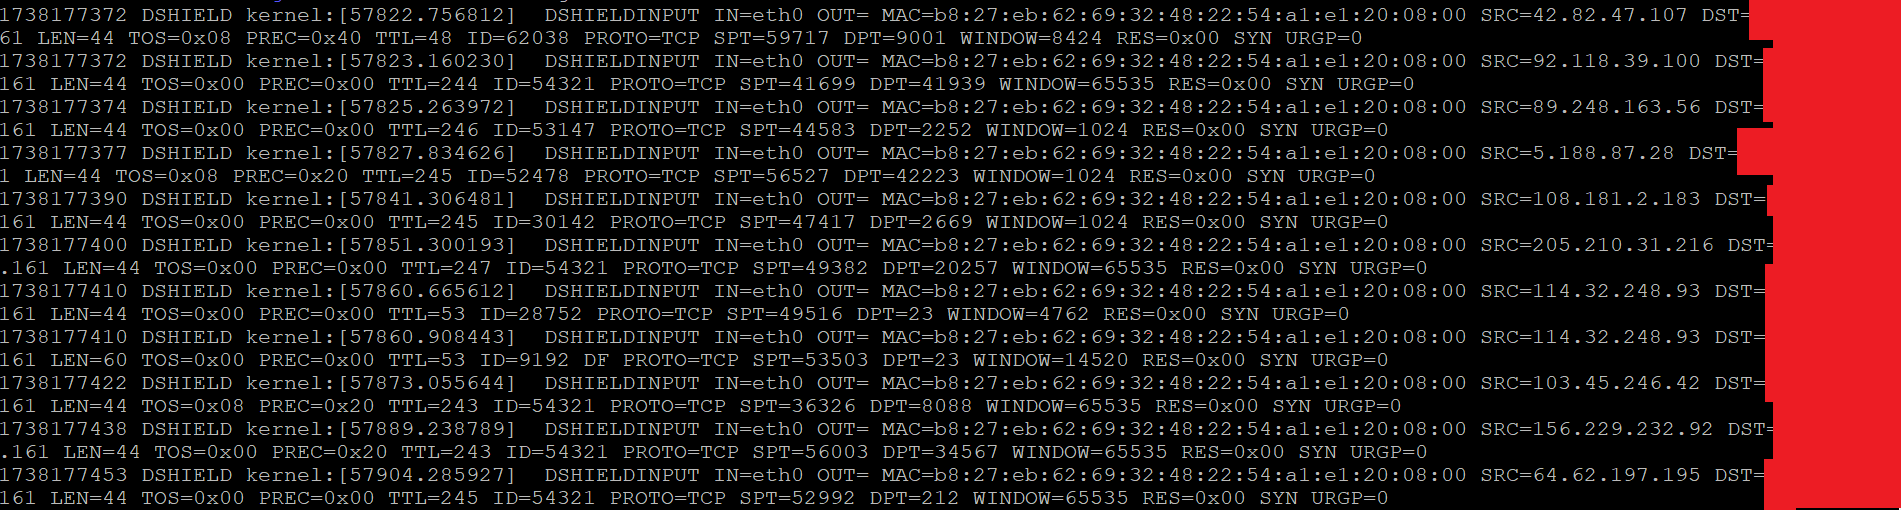 1738177372 DSHIELD kernel:[57822.756812]  DSHIELDINPUT IN=eth0 OUT= MAC=b8:27:eb:62:69:32:48:22:54:a1:e1:20:08:00 SRC=42.82.47.107 DST=
61 LEN=44 TOS=0x08 PREC=0x40 TTL=48 ID=62038 PROTO=TCP SPT=59717 DPT=9001 WINDOW=8424 RES=0x00 SYN URGP=0
1738177372 DSHIELD kernel:[57823.160230]  DSHIELDINPUT IN=eth0 OUT= MAC=b8:27:eb:62:69:32:48:22:54:a1:e1:20:08:00 SRC=92.118.39.100 DST=
161 LEN=44 TOS=0x00 PREC=0x00 TTL=244 ID=54321 PROTO=TCP SPT=41699 DPT=41939 WINDOW=65535 RES=0x00 SYN URGP=0
1738177374 DSHIELD kernel:[57825.263972]  DSHIELDINPUT IN=eth0 OUT= MAC=b8:27:eb:62:69:32:48:22:54:a1:e1:20:08:00 SRC=89.248.163.56 DST=
161 LEN=44 TOS=0x00 PREC=0x00 TTL=246 ID=53147 PROTO=TCP SPT=44583 DPT=2252 WINDOW=1024 RES=0x00 SYN URGP=0
1738177377 DSHIELD kernel:[57827.834626]  DSHIELDINPUT IN=eth0 OUT= MAC=b8:27:eb:62:69:32:48:22:54:a1:e1:20:08:00 SRC=5.188.87.28 DST=
1 LEN=44 TOS=0x08 PREC=0x20 TTL=245 ID=52478 PROTO=TCP SPT=56527 DPT=42223 WINDOW=1024 RES=0x00 SYN URGP=0
1738177390 DSHIELD kernel:[57841.306481]  DSHIELDINPUT IN=eth0 OUT= MAC=b8:27:eb:62:69:32:48:22:54:a1:e1:20:08:00 SRC=108.181.2.183 DST=
161 LEN=44 TOS=0x00 PREC=0x00 TTL=245 ID=30142 PROTO=TCP SPT=47417 DPT=2669 WINDOW=1024 RES=0x00 SYN URGP=0
1738177400 DSHIELD kernel:[57851.300193]  DSHIELDINPUT IN=eth0 OUT= MAC=b8:27:eb:62:69:32:48:22:54:a1:e1:20:08:00 SRC=205.210.31.216 DST=
.161 LEN=44 TOS=0x00 PREC=0x00 TTL=247 ID=54321 PROTO=TCP SPT=49382 DPT=20257 WINDOW=65535 RES=0x00 SYN URGP=0
1738177410 DSHIELD kernel:[57860.665612]  DSHIELDINPUT IN=eth0 OUT= MAC=b8:27:eb:62:69:32:48:22:54:a1:e1:20:08:00 SRC=114.32.248.93 DST=
161 LEN=44 TOS=0x00 PREC=0x00 TTL=53 ID=28752 PROTO=TCP SPT=49516 DPT=23 WINDOW=4762 RES=0x00 SYN URGP=0
1738177410 DSHIELD kernel:[57860.908443]  DSHIELDINPUT IN=eth0 OUT= MAC=b8:27:eb:62:69:32:48:22:54:a1:e1:20:08:00 SRC=114.32.248.93 DST=
161 LEN=60 TOS=0x00 PREC=0x00 TTL=53 ID=9192 DF PROTO=TCP SPT=53503 DPT=23 WINDOW=14520 RES=0x00 SYN URGP=0
1738177422 DSHIELD kernel:[57873.055644]  DSHIELDINPUT IN=eth0 OUT= MAC=b8:27:eb:62:69:32:48:22:54:a1:e1:20:08:00 SRC=103.45.246.42 DST=
161 LEN=44 TOS=0x08 PREC=0x20 TTL=243 ID=54321 PROTO=TCP SPT=36326 DPT=8088 WINDOW=65535 RES=0x00 SYN URGP=0
1738177438 DSHIELD kernel:[57889.238789]  DSHIELDINPUT IN=eth0 OUT= MAC=b8:27:eb:62:69:32:48:22:54:a1:e1:20:08:00 SRC=156.229.232.92 DST=
.161 LEN=44 TOS=0x00 PREC=0x20 TTL=243 ID=54321 PROTO=TCP SPT=56003 DPT=34567 WINDOW=65535 RES=0x00 SYN URGP=0
1738177453 DSHIELD kernel:[57904.285927]  DSHIELDINPUT IN=eth0 OUT= MAC=b8:27:eb:62:69:32:48:22:54:a1:e1:20:08:00 SRC=64.62.197.195 DST=
161 LEN=44 TOS=0x00 PREC=0x00 TTL=245 ID=54321 PROTO=TCP SPT=52992 DPT=212 WINDOW=65535 RES=0x00 SYN URGP=0